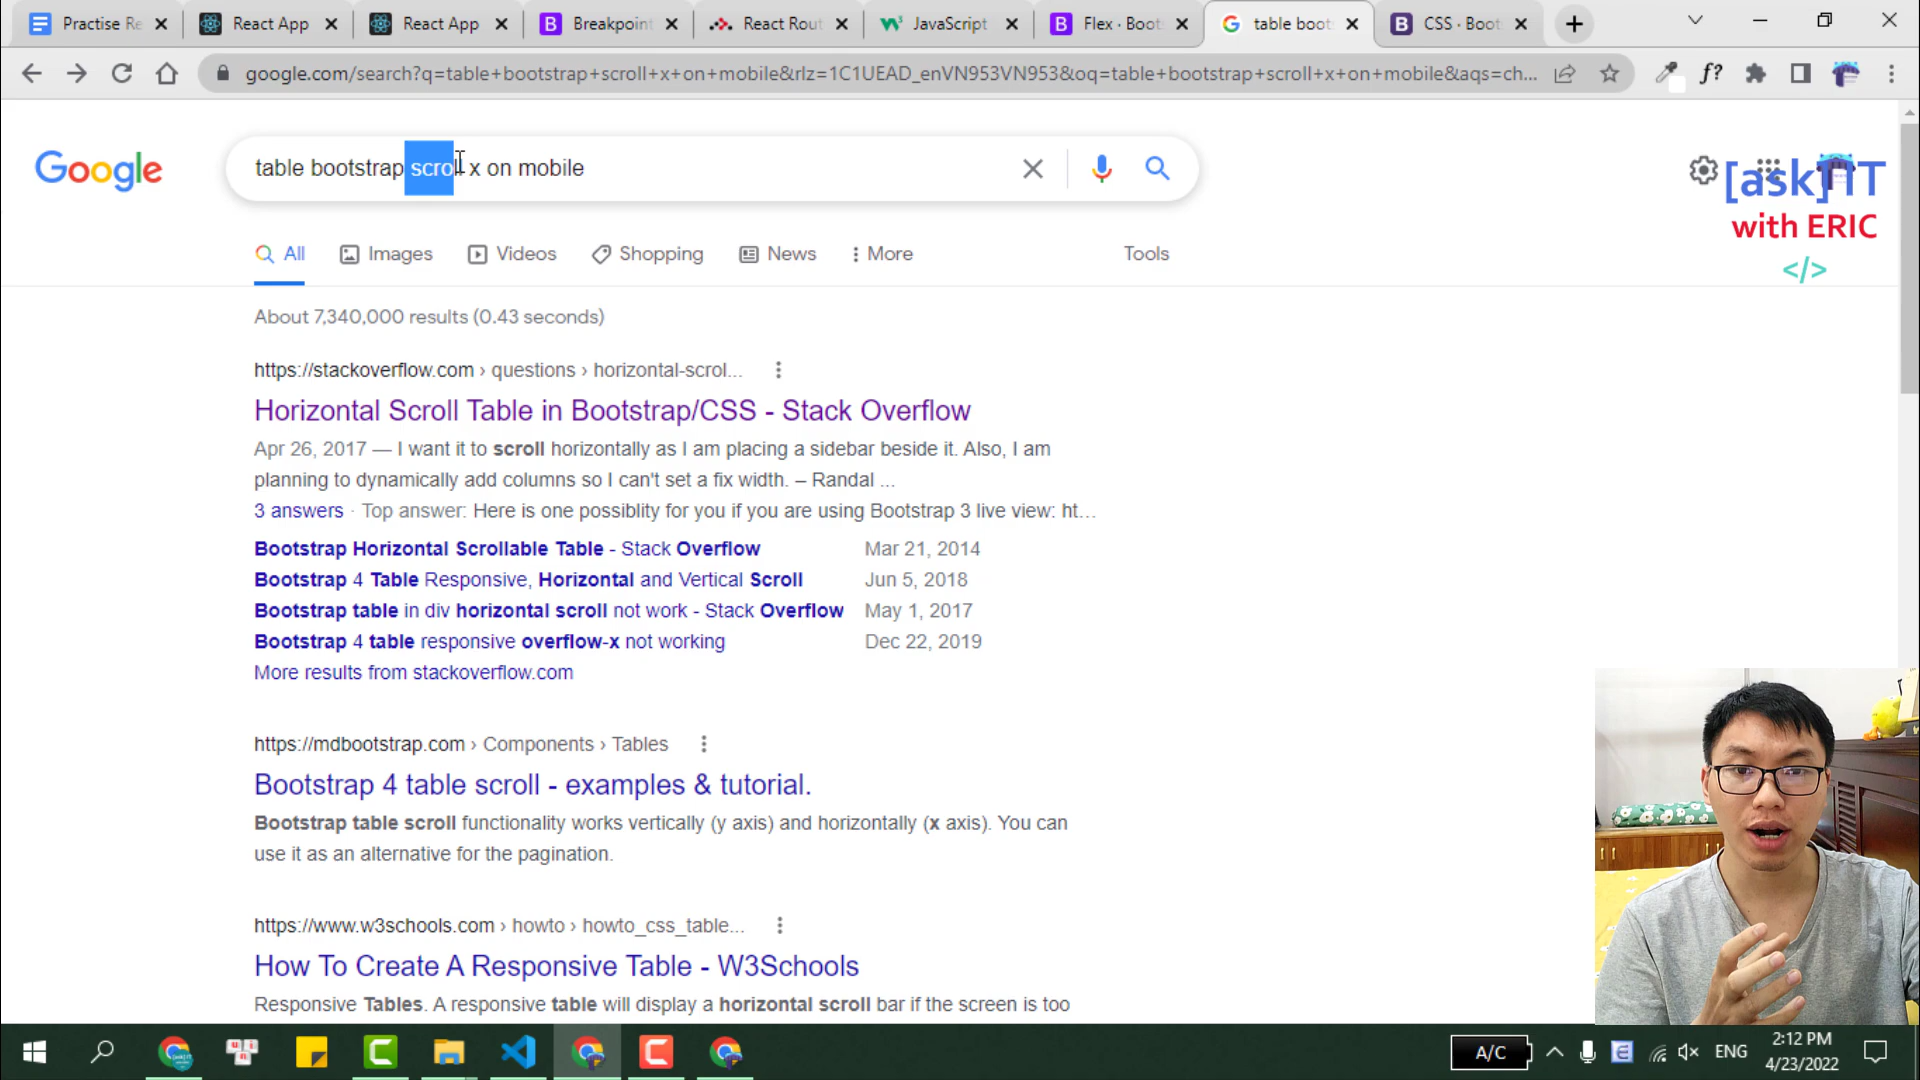 Practise Re
React App
React App
Breakpoint
React Rout
JavaScript
Flex · Boots
table boots
CSS · Boots
google.com/search?q=table+bootstrap+scroll+x+on+mobile&rlz=1C1UEAD_enVN953VN953&oq=table+bootstrap+scroll+x+on+mobile&aqs=ch...
f?
Google
table bootstrap scroll x on mobile
[ask]IT
with ERIC
</>
All
Images
Videos
Shopping
News
More
Tools
About 7,340,000 results (0.43 seconds)
https://stackoverflow.com › questions › horizontal-scrol...
Horizontal Scroll Table in Bootstrap/CSS - Stack Overflow
Apr 26, 2017 — I want it to scroll horizontally as I am placing a sidebar beside it. Also, I am
planning to dynamically add columns so I can't set a fix width. – Randal ...
3 answers · Top answer: Here is one possiblity for you if you are using Bootstrap 3 live view: ht...
Bootstrap Horizontal Scrollable Table - Stack Overflow Mar 21, 2014
Bootstrap 4 Table Responsive, Horizontal and Vertical Scroll Jun 5, 2018
Bootstrap table in div horizontal scroll not work - Stack Overflow May 1, 2017
Bootstrap 4 table responsive overflow-x not working Dec 22, 2019
More results from stackoverflow.com
https://mdbootstrap.com › Components › Tables
Bootstrap 4 table scroll - examples & tutorial.
Bootstrap table scroll functionality works vertically (y axis) and horizontally (x axis). You can
use it as an alternative for the pagination.
https://www.w3schools.com › howto › howto_css_table...
How To Create A Responsive Table - W3Schools
Responsive Tables. A responsive table will display a horizontal scroll bar if the screen is too
A/C
ENG
2:12 PM
4/23/2022